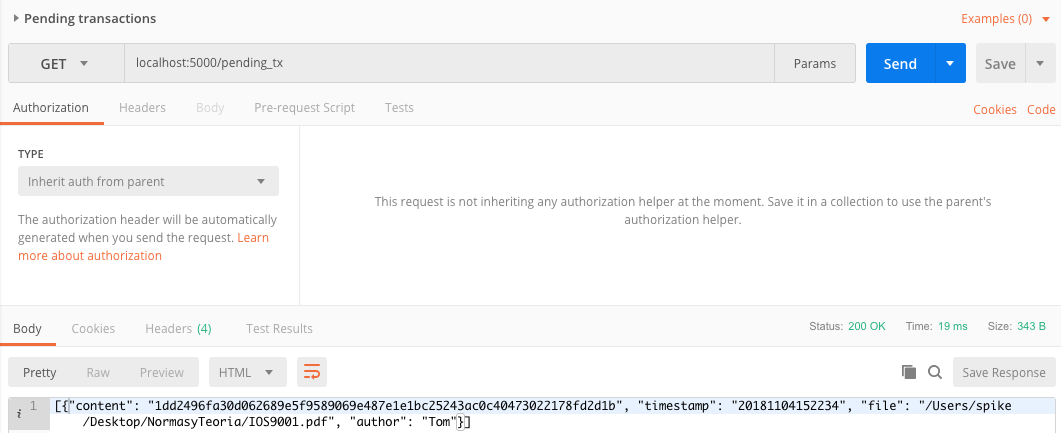 Pending transactions
Examples (0)
GET
localhost:5000/pending_tx
Params
Send
Save
Authorization
Headers
Body
Pre-request Script
Tests
Cookies
Code
TYPE
Inherit auth from parent
The authorization header will be automatically
generated when you send the request. Learn
more about authorization
This request is not inheriting any authorization helper at the moment. Save it in a collection to use the parent's
authorization helper.
Body
Cookies
Headers (4)
Test Results
Status: 200 OK
Time: 19 ms
Size: 343 B
Pretty
Raw
Preview
HTML
Save Response
i 1 [{"content": "1dd2496fa30d062689e5f9589069e487e1e1bc25243ac0c40473022178fd2d1b", "timestamp": "20181104152234", "file": "/Users/spike
/Desktop/NormasyTeoria/IOS9001.pdf", "author": "Tom"}]